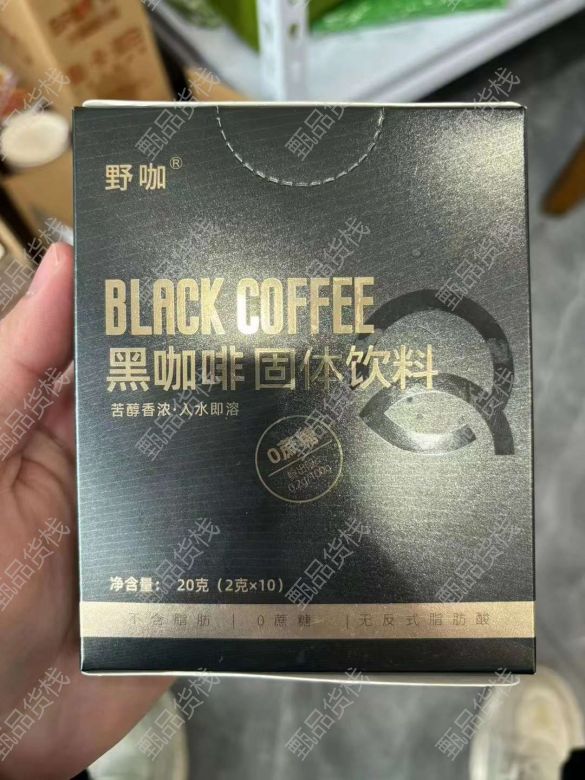 野咖®
BLACK COFFEE
黑咖啡固体饮料
苦醇香浓·入水即溶
0蔗糖
净含量： 20克（2克×10）
不含脂肪 | 0蔗糖 | 无反式脂肪酸
甄品货栈